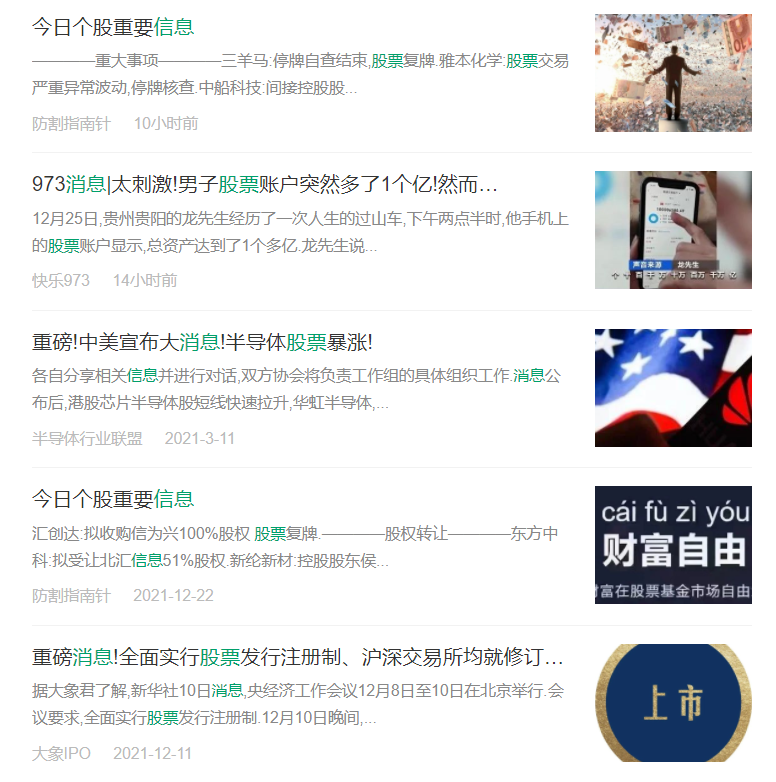 今日个股重要信息
————重大事项————三羊马:停牌自查结束,股票复牌.雅本化学:股票交易
严重异常波动,停牌核查.中船科技:间接控股股...
防割指南针 10小时前
973消息|太刺激!男子股票账户突然多了1个亿!然而…
12月25日,贵州贵阳的龙先生经历了一次人生的过山车,下午两点半时,他手机上
的股票账户显示,总资产达到了1个多亿.龙先生说...
声音来源 龙先生
个 十 百 千 万 十万 百万 千万 亿
快乐973 14小时前
重磅!中美宣布大消息!半导体股票暴涨!
各自分享相关信息并进行对话,双方协会将负责工作组的具体组织工作.消息公
布后,港股芯片半导体股短线快速拉升,华虹半导体,...
半导体行业联盟 2021-3-11
今日个股重要信息
汇创达:拟收购信为兴100%股权 股票复牌.————股权转让————东方中
科:拟受让北汇信息51%股权.新纶新材:控股股东侯...
防割指南针 2021-12-22
cái fù zì yóu
财富自由
财富在股票基金市场自由
重磅消息!全面实行股票发行注册制、沪深交易所均就修订…
据大象君了解,新华社10日消息,央经济工作会议12月8日至10日在北京举行.会
议要求,全面实行股票发行注册制.12月10日晚间,...
大象IPO 2021-12-11
上市